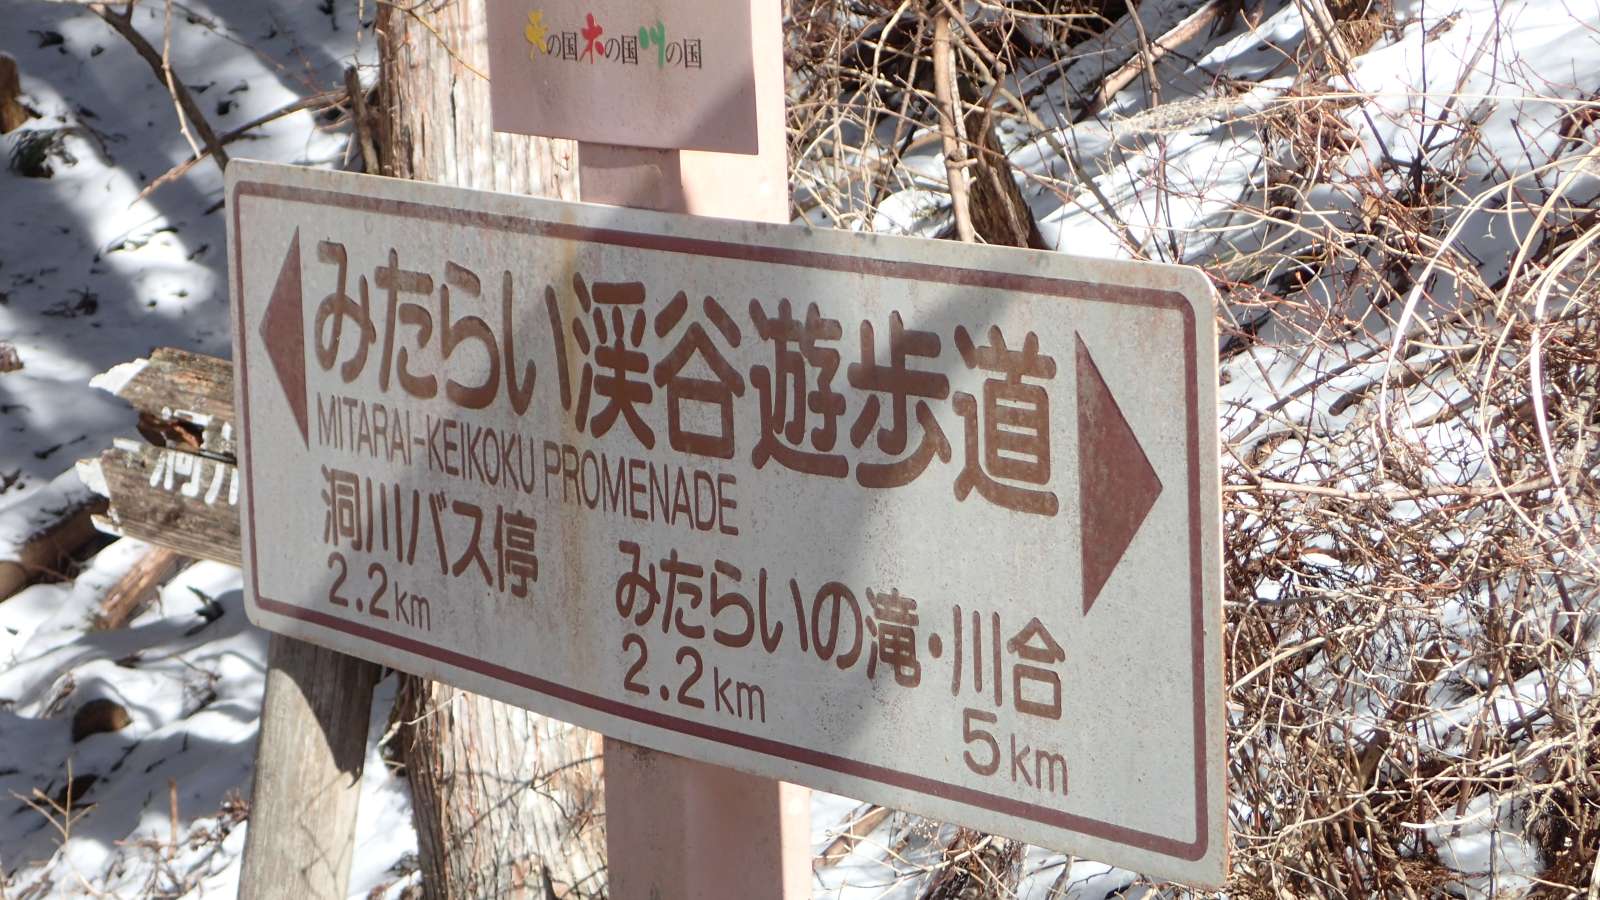 天の国木の国川の国
みたらい渓谷遊歩道
MITARAI-KEIKOKU PROMENADE
洞川バス停
2.2km
みたらいの滝・川合
2.2km
5km